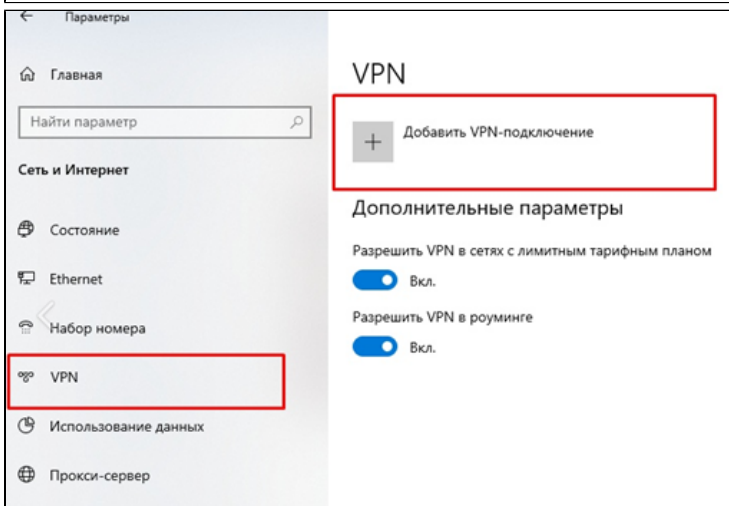 Параметры
Главная
Найти параметр
Сеть и Интернет
Состояние
Ethernet
Набор номера
VPN
Использование данных
Прокси-сервер
VPN
Добавить VPN-подключение
Дополнительные параметры
Разрешить VPN в сетях с лимитным тарифным планом
Вкл.
Разрешить VPN в роуминге
Вкл.